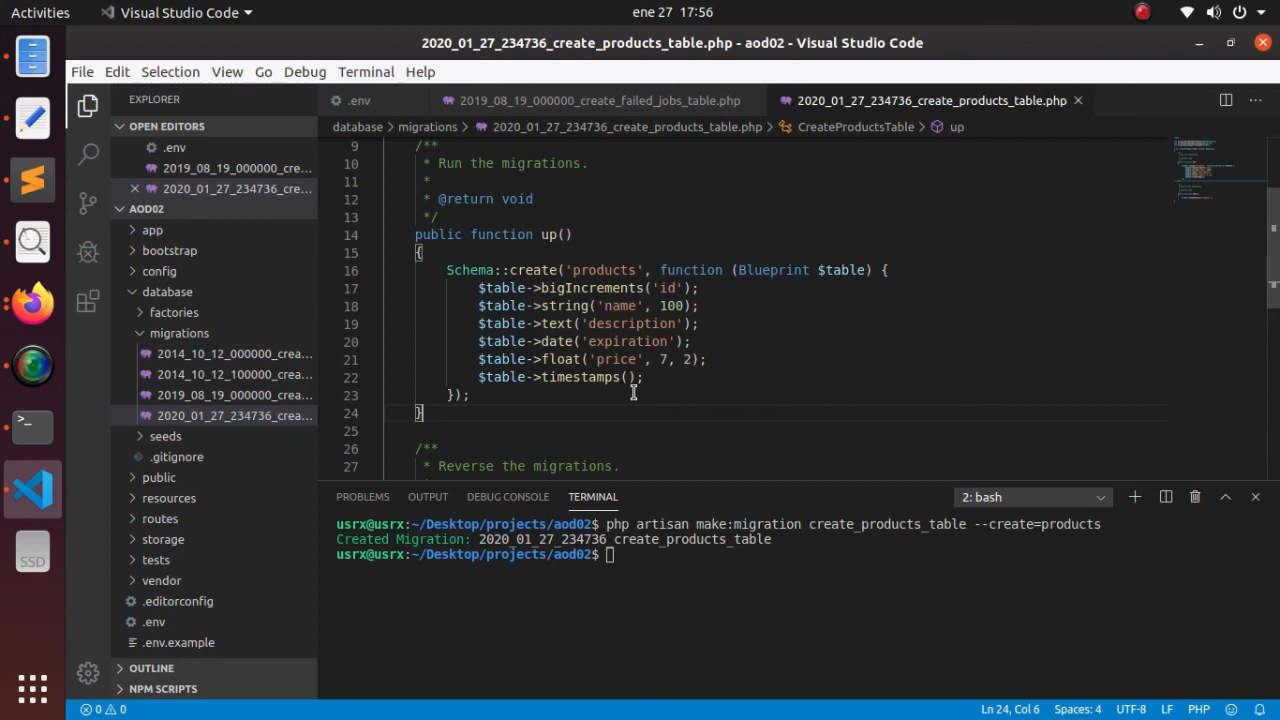 Activities
Visual Studio Code
ene 27 17:56
2020_01_27_234736_create_products_table.php - aod02 - Visual Studio Code
File Edit Selection View Go Debug Terminal Help
EXPLORER
OPEN EDITORS
.env
2019_08_19_000000_crea...
2020_01_27_234736_cre...
AOD02
app
bootstrap
config
database
factories
migrations
2014_10_12_000000_crea...
2014_10_12_100000_crea...
2019_08_19_000000_crea...
2020_01_27_234736_crea...
seeds
.gitignore
public
resources
routes
storage
tests
vendor
.editorconfig
.env
.env.example
OUTLINE
NPM SCRIPTS
SSD
.env
2019_08_19_000000_create_failed_jobs_table.php
2020_01_27_234736_create_products_table.php
database > migrations > 2020_01_27_234736_create_products_table.php > CreateProductsTable > up
9 /**
10 * Run the migrations.
11 *
12 * @return void
13 */
14 public function up()
15 {
16 Schema::create('products', function (Blueprint $table) {
17 $table->bigIncrements('id');
18 $table->string('name', 100);
19 $table->text('description');
20 $table->date('expiration');
21 $table->float('price', 7, 2);
22 $table->timestamps();
23 });
24 }
25
26 /**
27 * Reverse the migrations.
PROBLEMS OUTPUT DEBUG CONSOLE TERMINAL
2: bash
usrx@usrx:~/Desktop/projects/aod02$ php artisan make:migration create_products_table --create=products
Created Migration: 2020_01_27_234736_create_products_table
usrx@usrx:~/Desktop/projects/aod02$
0 0
Ln 24, Col 6 Spaces: 4 UTF-8 LF PHP